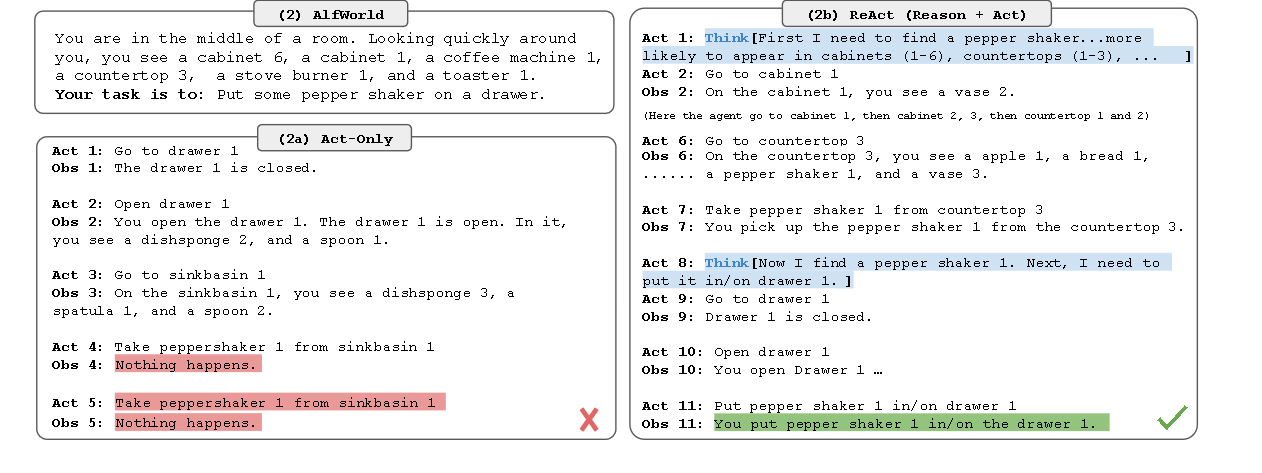 (2) AlfWorld
You are in the middle of a room. Looking quickly around
you, you see a cabinet 6, a cabinet 1, a coffee machine 1,
a countertop 3,  a stove burner 1, and a toaster 1.
Your task is to: Put some pepper shaker on a drawer.
(2a) Act-Only
Act 1: Go to drawer 1
Obs 1: The drawer 1 is closed.
Act 2: Open drawer 1
Obs 2: You open the drawer 1. The drawer 1 is open. In it,
you see a dishsponge 2, and a spoon 1.
Act 3: Go to sinkbasin 1
Obs 3: On the sinkbasin 1, you see a dishsponge 3, a
spatula 1, and a spoon 2.
Act 4: Take peppershaker 1 from sinkbasin 1
Obs 4: Nothing happens.
Act 5: Take peppershaker 1 from sinkbasin 1
Obs 5: Nothing happens.
(2b) ReAct (Reason + Act)
Act 1: Think[First I need to find a pepper shaker...more
likely to appear in cabinets (1-6), countertops (1-3), ... ]
Act 2: Go to cabinet 1
Obs 2: On the cabinet 1, you see a vase 2.
(Here the agent go to cabinet 1, then cabinet 2, 3, then countertop 1 and 2)
Act 6: Go to countertop 3
Obs 6: On the countertop 3, you see a apple 1, a bread 1,
...... a pepper shaker 1, and a vase 3.
Act 7: Take pepper shaker 1 from countertop 3
Obs 7: You pick up the pepper shaker 1 from the countertop 3.
Act 8: Think[Now I find a pepper shaker 1. Next, I need to
put it in/on drawer 1. ]
Act 9: Go to drawer 1
Obs 9: Drawer 1 is closed.
Act 10: Open drawer 1
Obs 10: You open Drawer 1 …
Act 11: Put pepper shaker 1 in/on drawer 1
Obs 11: You put pepper shaker 1 in/on the drawer 1.